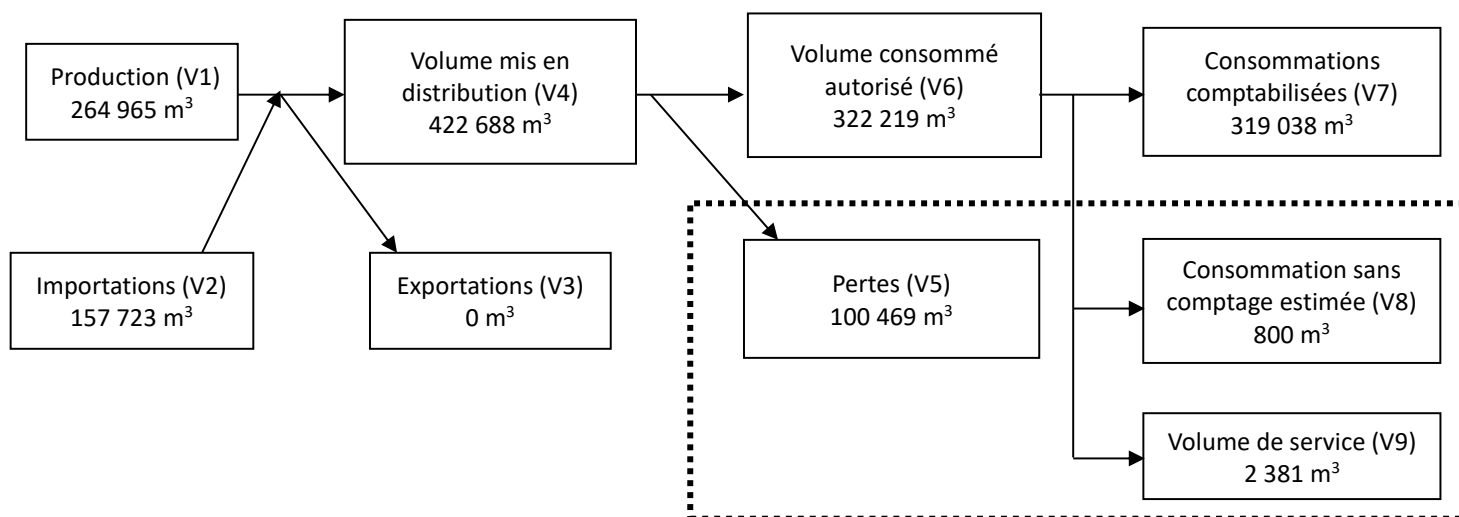 Production (V1)
264 965 m³
Volume mis en
distribution (V4)
422 688 m³
Volume consommé
autorisé (V6)
322 219 m³
Consommations
comptabilisées (V7)
319 038 m³
Importations (V2)
157 723 m³
Exportations (V3)
0 m³
Pertes (V5)
100 469 m³
Consommation sans
comptage estimée (V8)
800 m³
Volume de service (V9)
2 381 m³